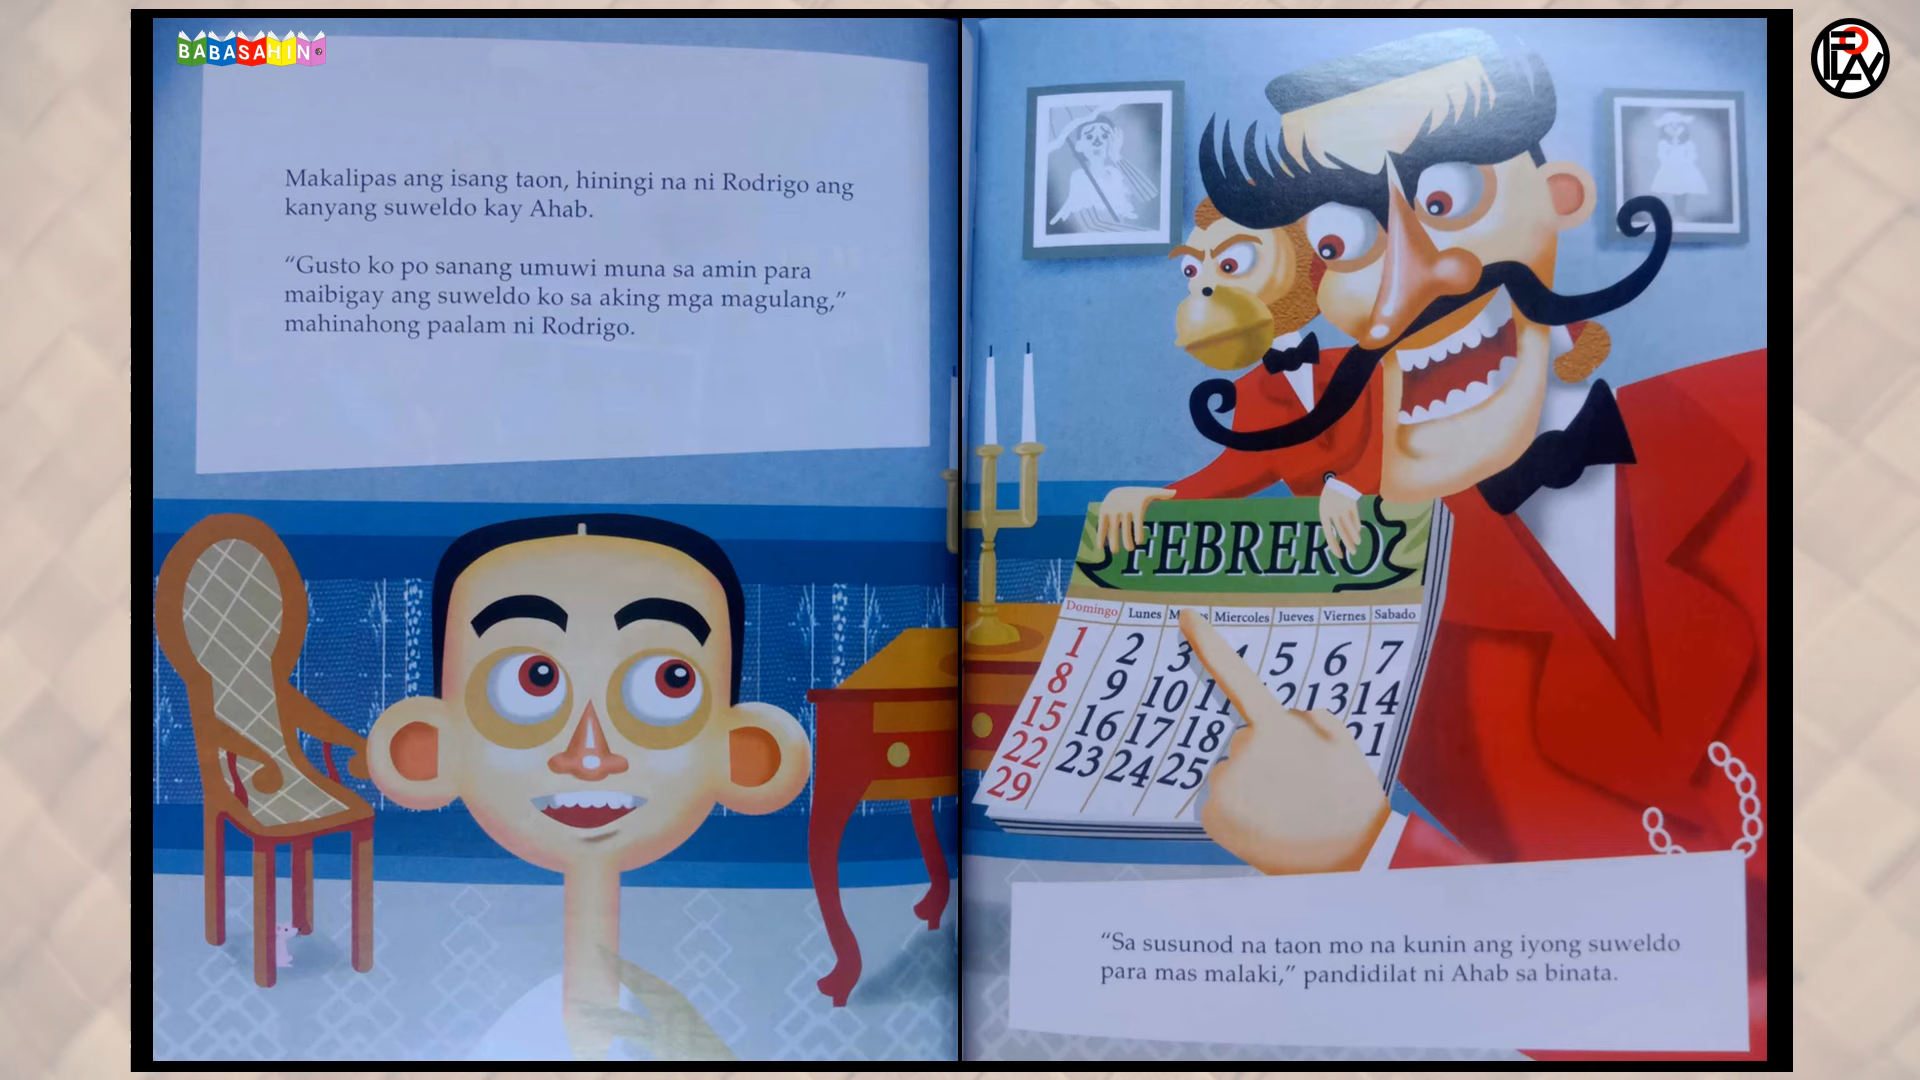 BABASAHIN
Makalipas ang isang taon, hiningi na ni Rodrigo ang
kanyang suweldo kay Ahab.
“Gusto ko po sanang umuwi muna sa amin para
maibigay ang suweldo ko sa aking mga magulang,”
mahinahong paalam ni Rodrigo.
FEBRERO
Domingo Lunes Miercoles Jueves Viernes Sabado
1 2 3 4 5 6 7
8 9 10 11 12 13 14
15 16 17 18 21
22 23 24 25
29
“Sa susunod na taon mo na kunin ang iyong suweldo
para mas malaki,” pandidilat ni Ahab sa binata.